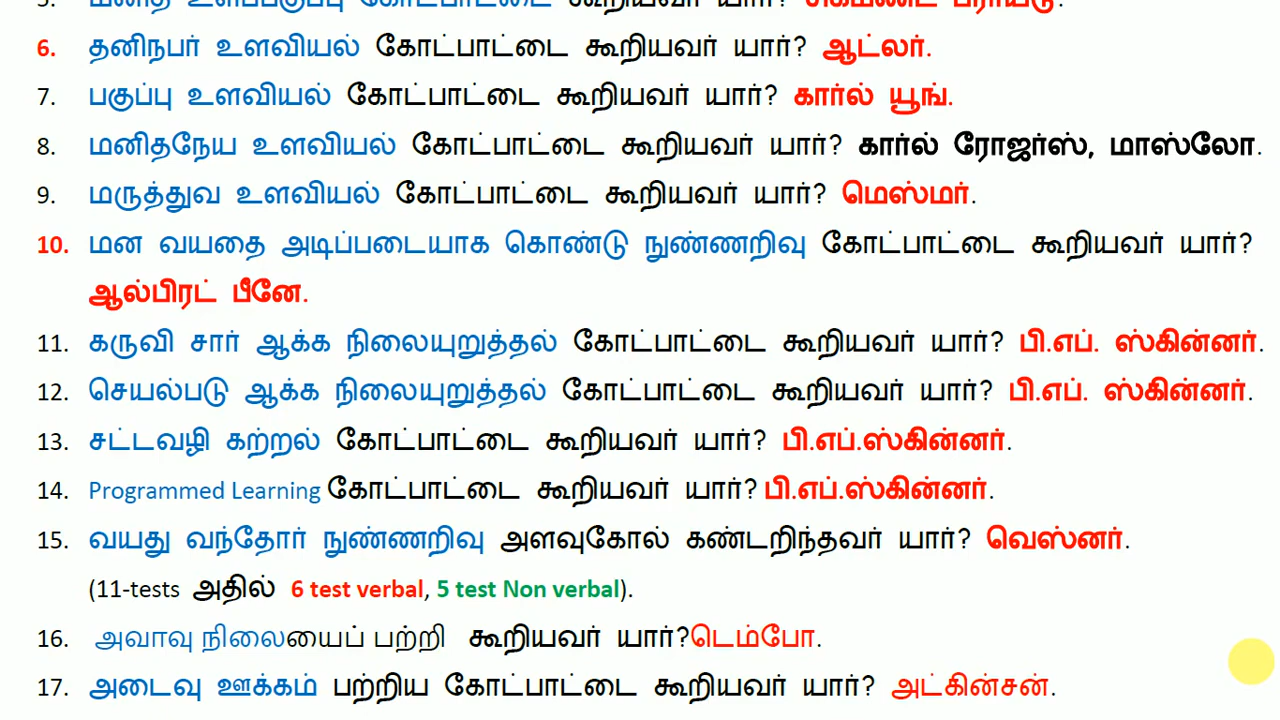 6. தனிநபர் உளவியல் கோட்பாட்டை கூறியவர் யார்? ஆட்லர்.
7. பகுப்பு உளவியல் கோட்பாட்டை கூறியவர் யார்? கார்ல் யூங்.
8. மனிதநேய உளவியல் கோட்பாட்டை கூறியவர் யார்? கார்ல் ரோஜர்ஸ், மாஸ்லோ.
9. மருத்துவ உளவியல் கோட்பாட்டை கூறியவர் யார்? மெஸ்மர்.
10. மன வயதை அடிப்படையாக கொண்டு நுண்ணறிவு கோட்பாட்டை கூறியவர் யார்?
ஆல்பிரட் பீனே.
11. கருவி சார் ஆக்க நிலையுறுத்தல் கோட்பாட்டை கூறியவர் யார்? பி.எப். ஸ்கின்னர்.
12. செயல்படு ஆக்க நிலையுறுத்தல் கோட்பாட்டை கூறியவர் யார்? பி.எப். ஸ்கின்னர்.
13. சட்டவழி கற்றல் கோட்பாட்டை கூறியவர் யார்? பி.எப்.ஸ்கின்னர்.
14. Programmed Learning கோட்பாட்டை கூறியவர் யார்? பி.எப்.ஸ்கின்னர்.
15. வயது வந்தோர் நுண்ணறிவு அளவுகோல் கண்டறிந்தவர் யார்? வெஸ்னர்.
(11-tests அதில் 6 test verbal, 5 test Non verbal).
16. அவாவு நிலையைப் பற்றி கூறியவர் யார்?டெம்போ.
17. அடைவு ஊக்கம் பற்றிய கோட்பாட்டை கூறியவர் யார்? அட்கின்சன்.